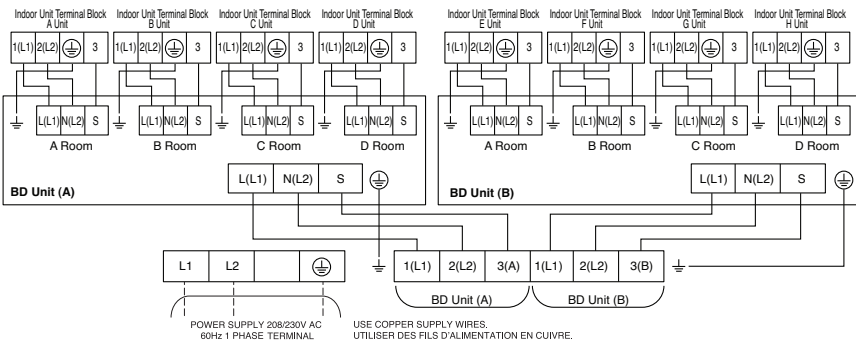 Indoor Unit Terminal Block Indoor Unit Terminal Block Indoor Unit Terminal Block Indoor Unit Terminal Block Indoor Unit Terminal Block Indoor Unit Terminal Block Indoor Unit Terminal Block Indoor Unit Terminal Block
A Unit B Unit C Unit D Unit E Unit F Unit G Unit H Unit
1(L1) 2(L2) 3 1(L1) 2(L2) 3 1(L1) 2(L2) 3 1(L1) 2(L2) 3 1(L1) 2(L2) 3 1(L1) 2(L2) 3 1(L1) 2(L2) 3 1(L1) 2(L2) 3
L(L1) N(L2) S L(L1) N(L2) S L(L1) N(L2) S L(L1) N(L2) S L(L1) N(L2) S L(L1) N(L2) S L(L1) N(L2) S L(L1) N(L2) S
A Room B Room C Room D Room A Room B Room C Room D Room
L(L1) N(L2) S L(L1) N(L2) S
BD Unit (A) BD Unit (B)
L1 L2 1(L1) 2(L2) 3(A) 1(L1) 2(L2) 3(B)
BD Unit (A) BD Unit (B)
POWER SUPPLY 208/230V AC USE COPPER SUPPLY WIRES.
60Hz 1 PHASE TERMINAL UTILISER DES FILS D'ALIMENTATION EN CUIVRE.